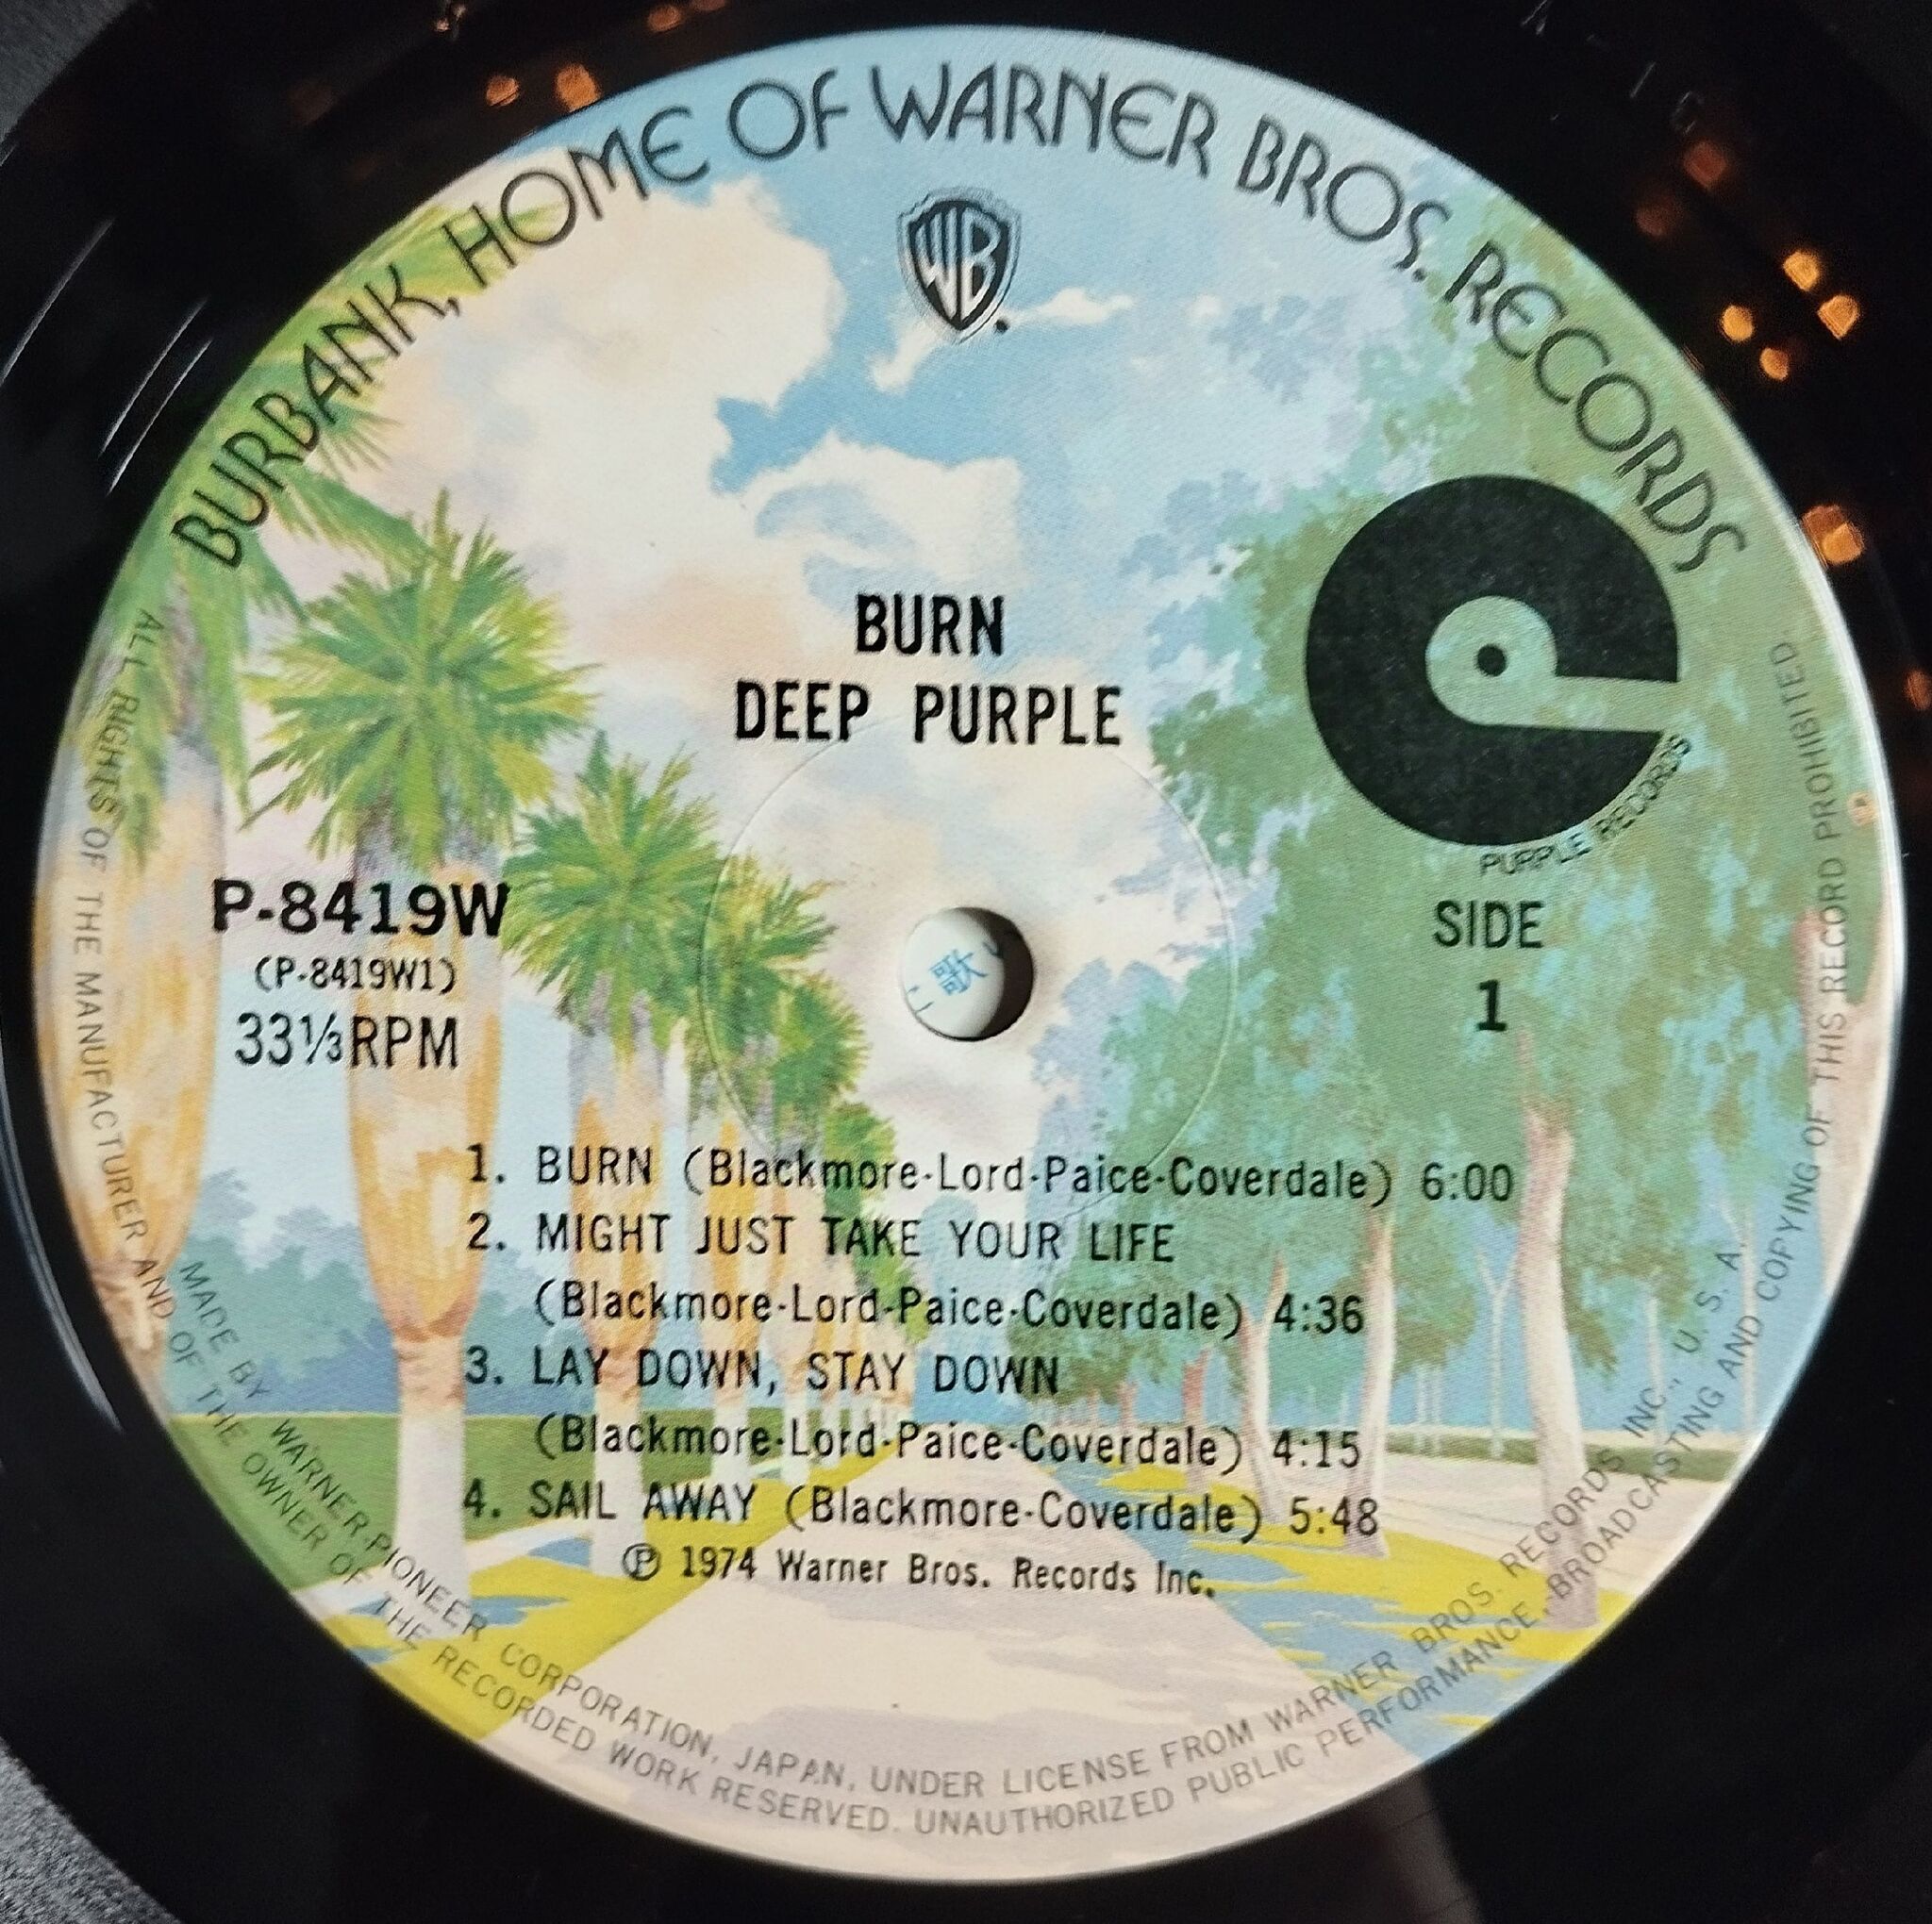 BURBANK, HOME OF WARNER BROS. RECORDS
WB
BURN
DEEP PURPLE
PURPLE RECORDS
P-8419W
(P-8419W1)
33⅓RPM
歌
SIDE
1
1. BURN (Blackmore-Lord-Paice-Coverdale) 6:00
2. MIGHT JUST TAKE YOUR LIFE
(Blackmore-Lord-Paice-Coverdale) 4:36
3. LAY DOWN, STAY DOWN
(Blackmore-Lord-Paice-Coverdale) 4:15
4. SAIL AWAY (Blackmore-Coverdale) 5:48
Ⓟ 1974 Warner Bros. Records Inc.
MADE BY WARNER-PIONEER CORPORATION, JAPAN, UNDER LICENSE FROM WARNER BROS. RECORDS INC., U. S. A.
ALL RIGHTS OF THE MANUFACTURER AND OF THE OWNER OF THE RECORDED WORK RESERVED. UNAUTHORIZED PUBLIC PERFORMANCE, BROADCASTING AND COPYING OF THIS RECORD PROHIBITED